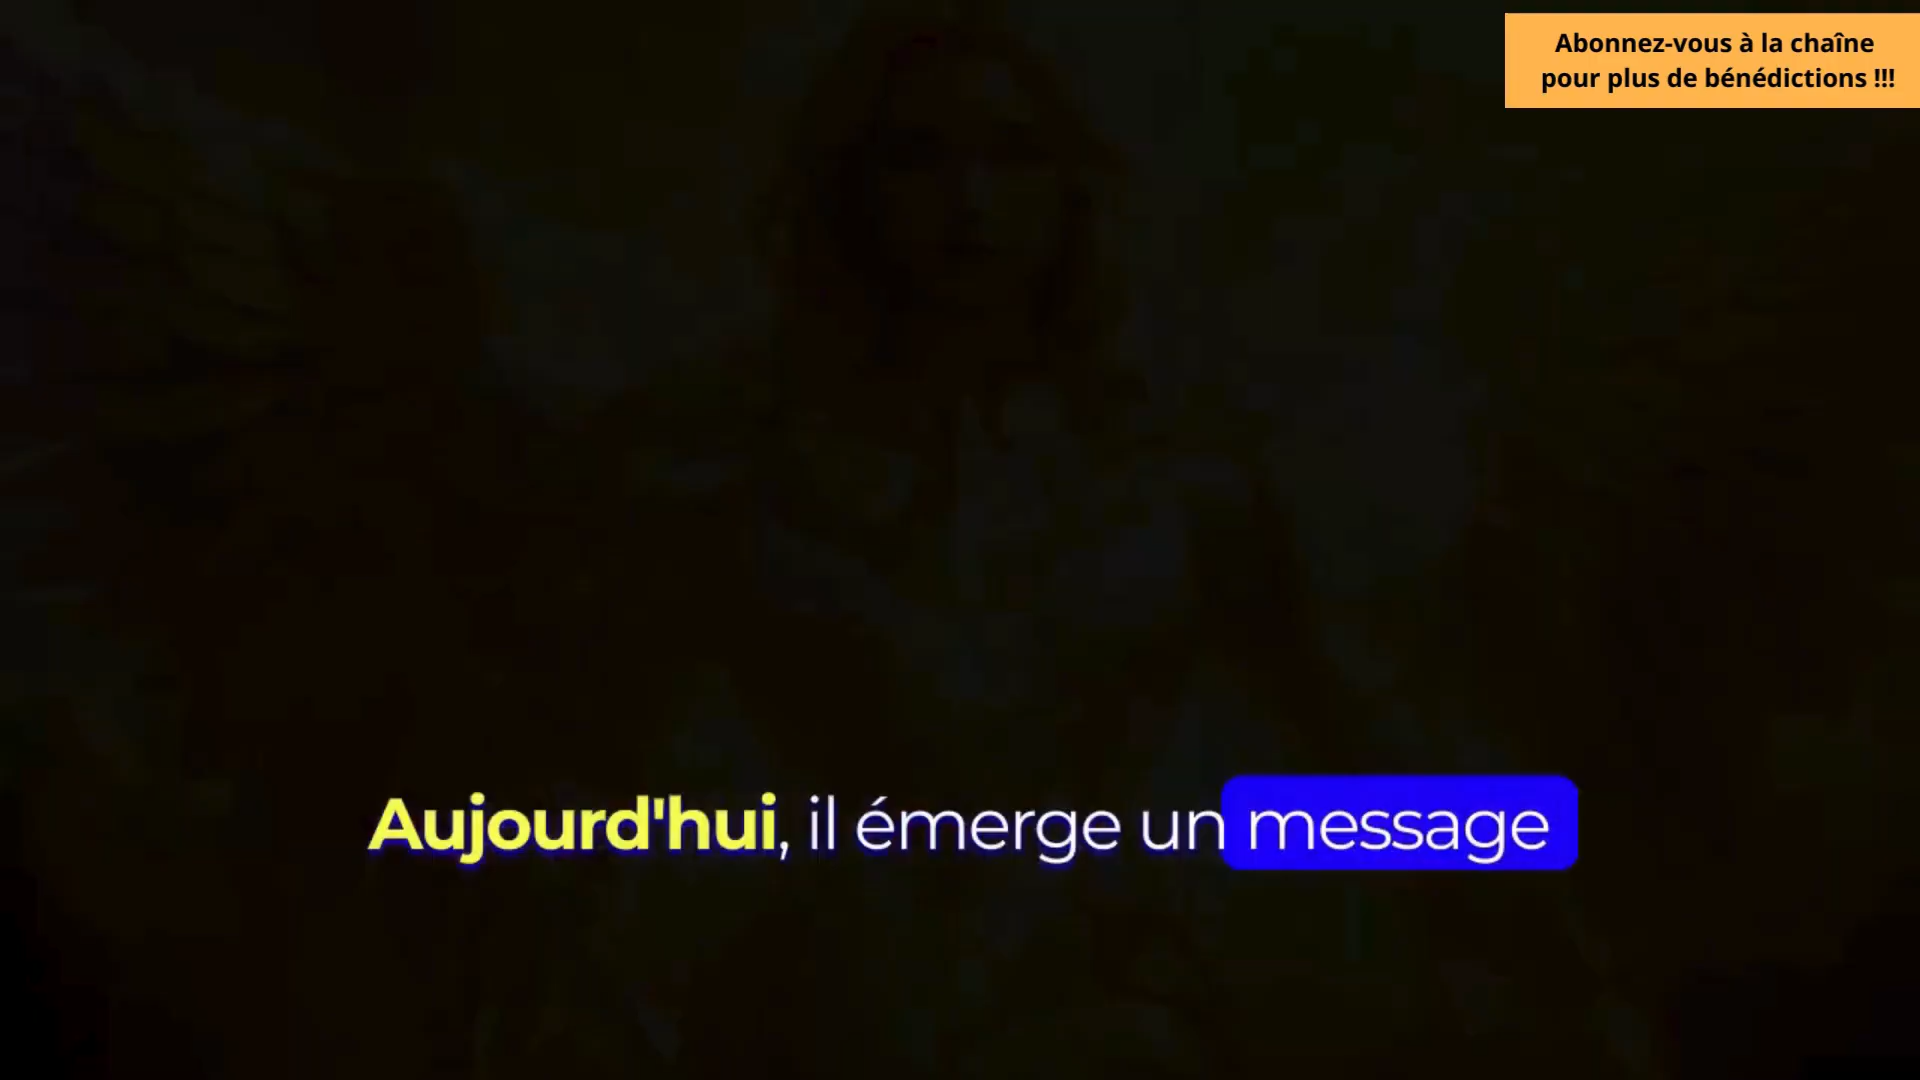 Abonnez-vous à la chaîne
pour plus de bénédictions !!!
Aujourd'hui, il émerge un message